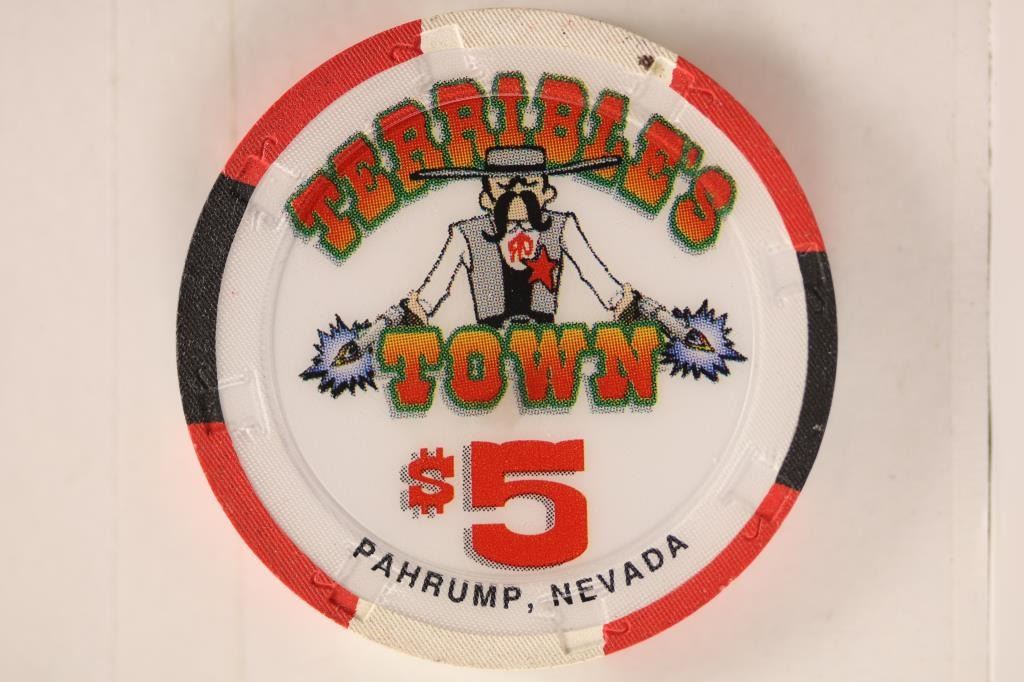 TERRIBLE'S
TOWN
$5
PAHRUMP, NEVADA